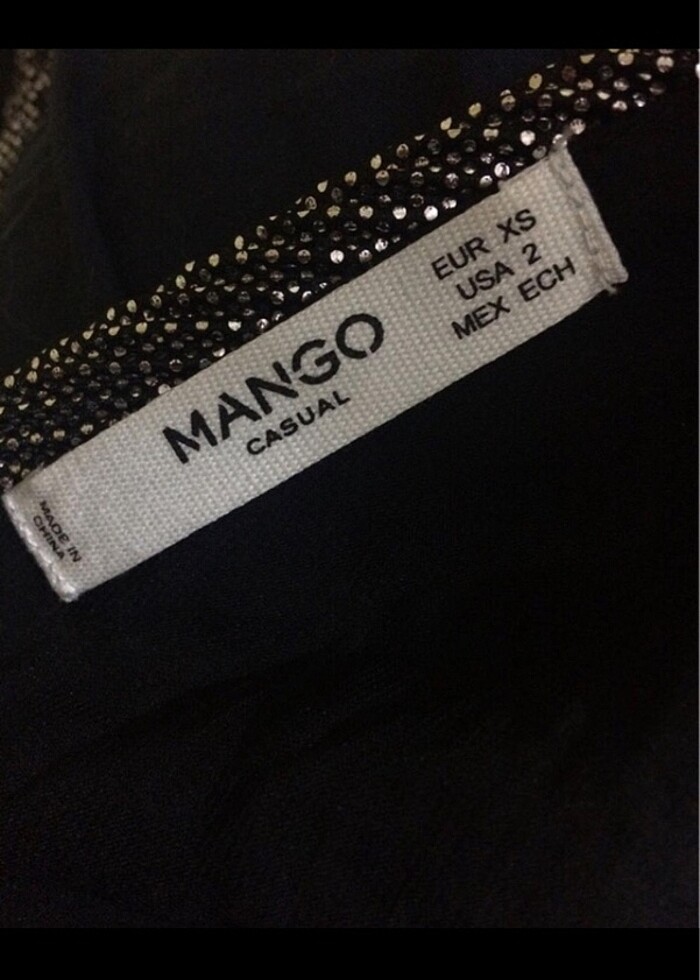 MANGO
CASUAL
EUR XS
USA 2
MEX ECH
MADE IN
CHINA